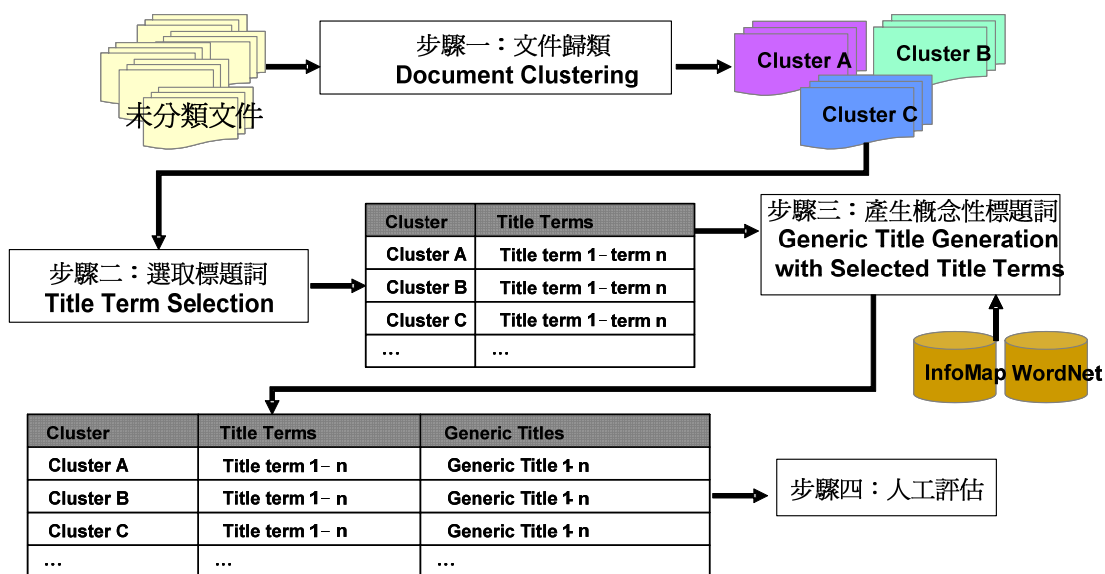 未分類文件
步驟一：文件歸類
Document Clustering
Cluster A
Cluster B
Cluster C
步驟二：選取標題詞
Title Term Selection
Cluster Title Terms
Cluster A Title term 1–term n
Cluster B Title term 1–term n
Cluster C Title term 1–term n
... ...
步驟三：產生概念性標題詞
Generic Title Generation
with Selected Title Terms
InfoMap WordNet
Cluster Title Terms Generic Titles
Cluster A Title term 1– n Generic Title 1- n
Cluster B Title term 1– n Generic Title 1- n
Cluster C Title term 1– n Generic Title 1- n
... ... ...
步驟四：人工評估